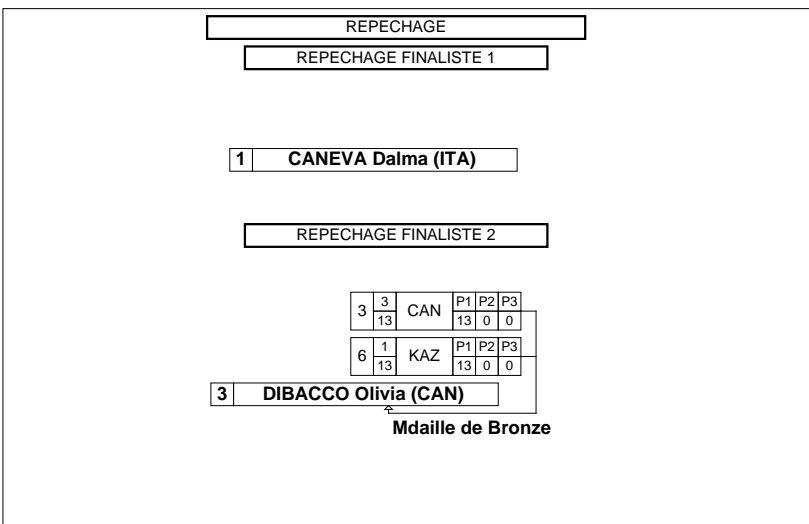 REPECHAGE
REPECHAGE FINALISTE 1
1 CANEVA Dalma (ITA)
REPECHAGE FINALISTE 2
3 3 CAN P1 P2 P3
13 13 0 0
6 1 KAZ P1 P2 P3
13 13 0 0
3 DIBACCO Olivia (CAN)
Mdaille de Bronze